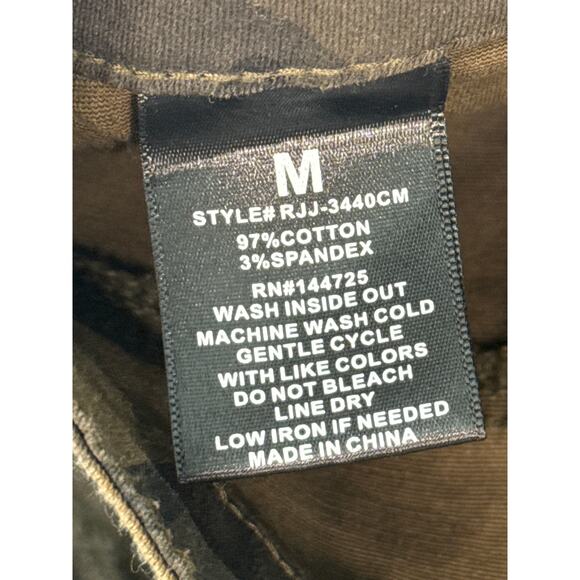 M
STYLE# RJJ-3440CM
97%COTTON
3%SPANDEX
RN#144725
WASH INSIDE OUT
MACHINE WASH COLD
GENTLE CYCLE
WITH LIKE COLORS
DO NOT BLEACH
LINE DRY
LOW IRON IF NEEDED
MADE IN CHINA